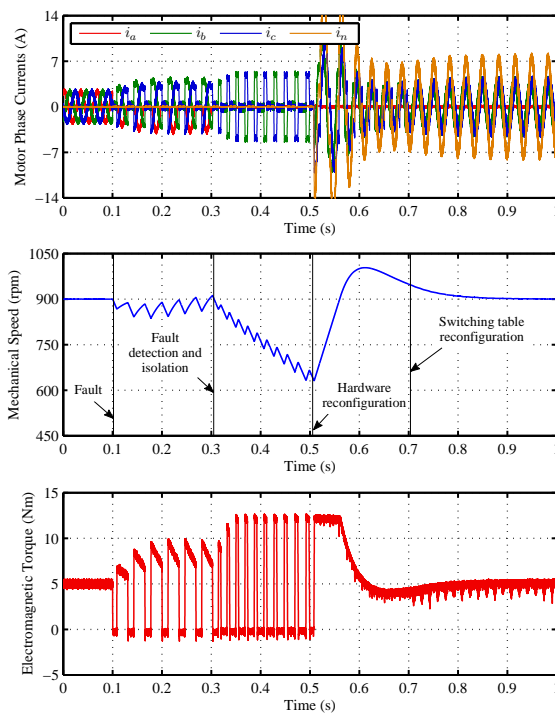 i_a i_b i_c i_n
Motor Phase Currents (A)
14
7
0
−7
−14
0 0.1 0.2 0.3 0.4 0.5 0.6 0.7 0.8 0.9 1
Time (s)
Mechanical Speed (rpm)
1050
900
750
600
450
Fault
Fault
detection and
isolation
Hardware
reconfiguration
Switching table
reconfiguration
0 0.1 0.2 0.3 0.4 0.5 0.6 0.7 0.8 0.9 1
Time (s)
Electromagnetic Torque (Nm)
15
10
5
0
−5
0 0.1 0.2 0.3 0.4 0.5 0.6 0.7 0.8 0.9 1
Time (s)